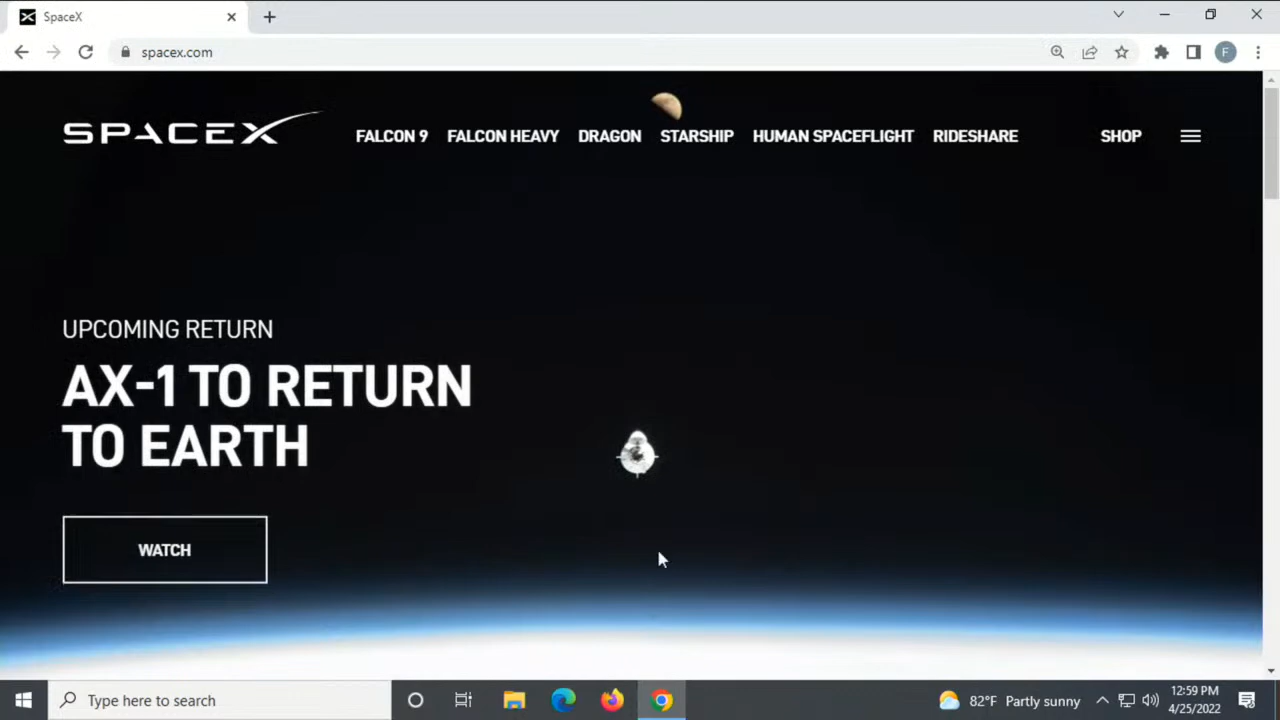 SpaceX
spacex.com
F
SPACEX
FALCON 9 FALCON HEAVY DRAGON STARSHIP HUMAN SPACEFLIGHT RIDESHARE SHOP
UPCOMING RETURN
AX-1 TO RETURN
TO EARTH
WATCH
Type here to search
82°F Partly sunny
12:59 PM
4/25/2022